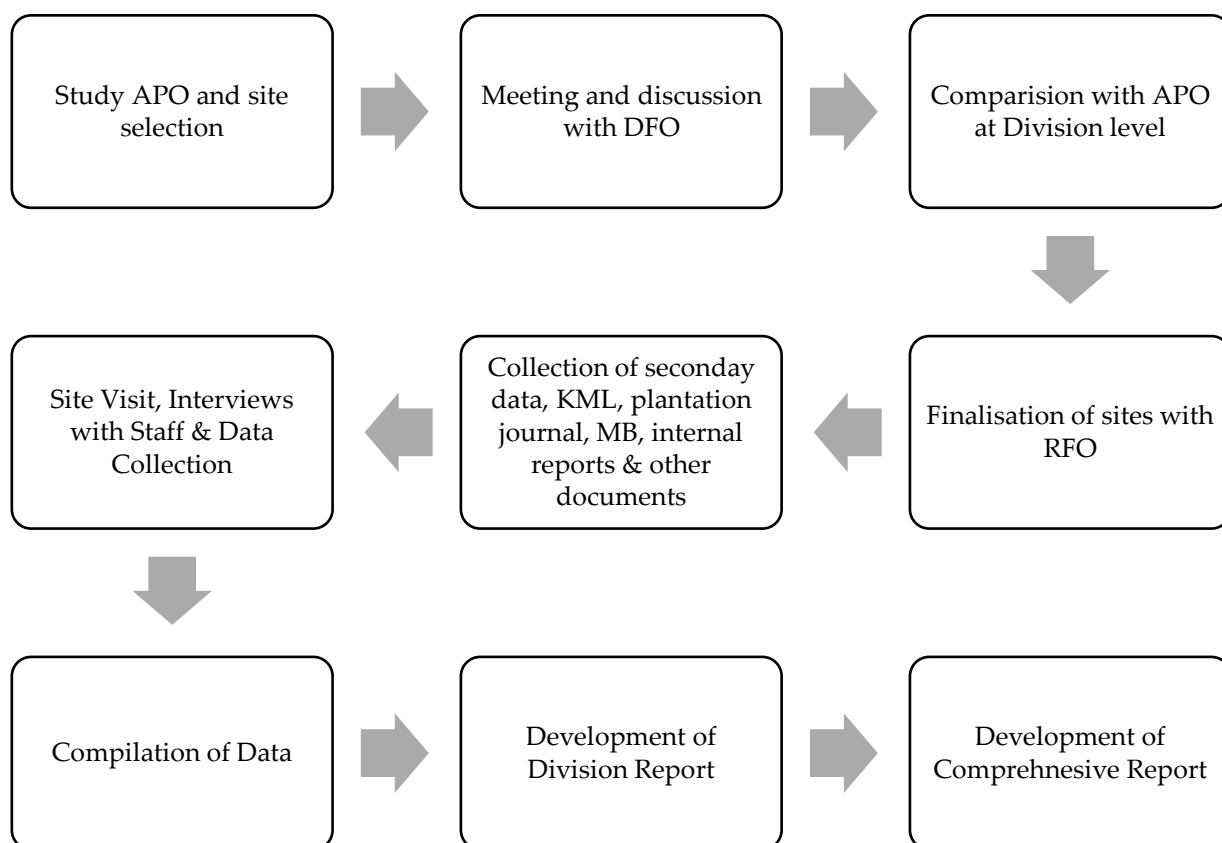 Study APO and site
selection
Meeting and discussion
with DFO
Comparision with APO
at Division level
Finalisation of sites with
RFO
Collection of seconday
data, KML, plantation
journal, MB, internal
reports & other
documents
Site Visit, Interviews
with Staff & Data
Collection
Compilation of Data
Development of
Division Report
Development of
Comprehnesive Report